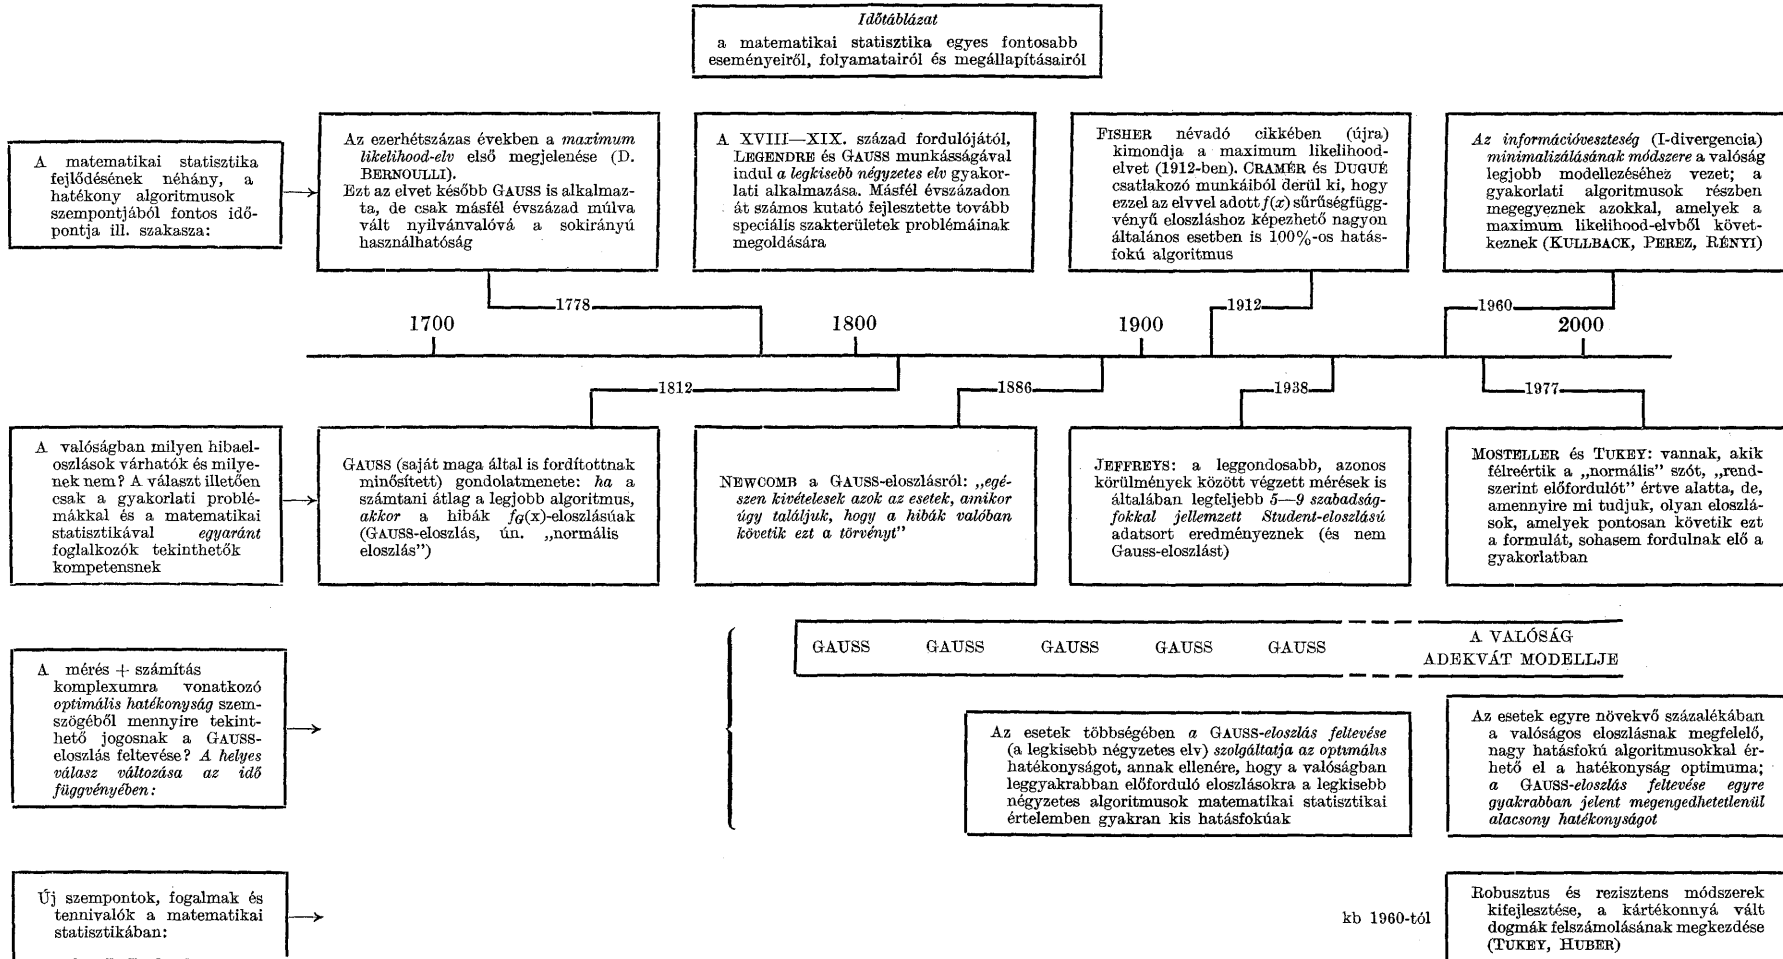 Időtáblázat
a matematikai statisztika egyes fontosabb
eseményeiről, folyamatairól és megállapításairól
A matematikai statisztika
fejlődésének néhány, a
hatékony algoritmusok
szempontjából fontos idő-
pontja ill. szakasza:
Az ezerhétszázas években a maximum
likelihood-elv első megjelenése (D.
BERNOULLI).
Ezt az elvet később GAUSS is alkalmaz-
ta, de csak másfél évszázad múlva
vált nyilvánvalóvá a sokirányú
használhatóság
A XVIII—XIX. század fordulójától,
LEGENDRE és GAUSS munkásságával
indul a legkisebb négyzetes elv gyakor-
lati alkalmazása. Másfél évszázadon
át számos kutató fejlesztette tovább
speciális szakterületek problémáinak
megoldására
FISHER névadó cikkében (újra)
kimondja a maximum likelihood-
elvet (1912-ben). CRAMÉR és DUGUÉ
csatlakozó munkáiból derül ki, hogy
ezzel az elvvel adott f(x) sűrűségfügg-
vényű eloszláshoz képezhető nagyon
általános esetben is 100%-os hatás-
fokú algoritmus
Az információveszteség (I-divergencia)
minimalizálásának módszere a valóság
legjobb modellezéséhez vezet; a
gyakorlati algoritmusok részben
megegyeznek azokkal, amelyek a
maximum likelihood-elvből követ-
keznek (KULLBACK, PEREZ, RÉNYI)
1778
1912
1960
1700
1800
1900
2000
1812
1886
1938
1977
A valóságban milyen hibael-
oszlások várhatók és milye-
nek nem? A választ illetően
csak a gyakorlati problé-
mákkal és a matematikai
statisztikával egyaránt
foglalkozók tekinthetők
kompetensnek
GAUSS (saját maga által is fordítottnak
minősített) gondolatmenete: ha a
számtani átlag a legjobb algoritmus,
akkor a hibák fG(x)-eloszlásúak
(GAUSS-eloszlás, ún. „normális
eloszlás”)
NEWCOMB a GAUSS-eloszlásról: „egé-
szen kivételesek azok az esetek, amikor
úgy találjuk, hogy a hibák valóban
követik ezt a törvényt”
JEFFREYS: a leggondosabb, azonos
körülmények között végzett mérések is
általában legfeljebb 5—9 szabadság-
fokkal jellemzett Student-eloszlású
adatsort eredményeznek (és nem
Gauss-eloszlást)
MOSTELLER és TUKEY: vannak, akik
félreértik a „normális” szót, „rend-
szerint előfordulót” értve alatta, de,
amennyire mi tudjuk, olyan eloszlá-
sok, amelyek pontosan követik ezt
a formulát, sohasem fordulnak elő a
gyakorlatban
A mérés + számítás
komplexumra vonatkozó
optimális hatékonyság szem-
szögéből mennyire tekint-
hető jogosnak a GAUSS-
eloszlás feltevése? A helyes
válasz változása az idő
függvényében:
GAUSS GAUSS GAUSS GAUSS GAUSS
A VALÓSÁG
ADEKVÁT MODELLJE
Az esetek többségében a GAUSS-eloszlás feltevése
(a legkisebb négyzetes elv) szolgáltatja az optimális
hatékonyságot, annak ellenére, hogy a valóságban
leggyakrabban előforduló eloszlásokra a legkisebb
négyzetes algoritmusok matematikai statisztikai
értelemben gyakran kis hatásfokúak
Az esetek egyre növekvő százalékában
a valóságos eloszlásnak megfelelő,
nagy hatásfokú algoritmusokkal ér-
hető el a hatékonyság optimuma;
a GAUSS-eloszlás feltevése egyre
gyakrabban jelent megengedhetetlenül
alacsony hatékonyságot
Új szempontok, fogalmak és
tennivalók a matematikai
statisztikában:
kb 1960-tól
Robusztus és rezisztens módszerek
kifejlesztése, a kártékonnyá vált
dogmák felszámolásának megkezdése
(TUKEY, HUBER)